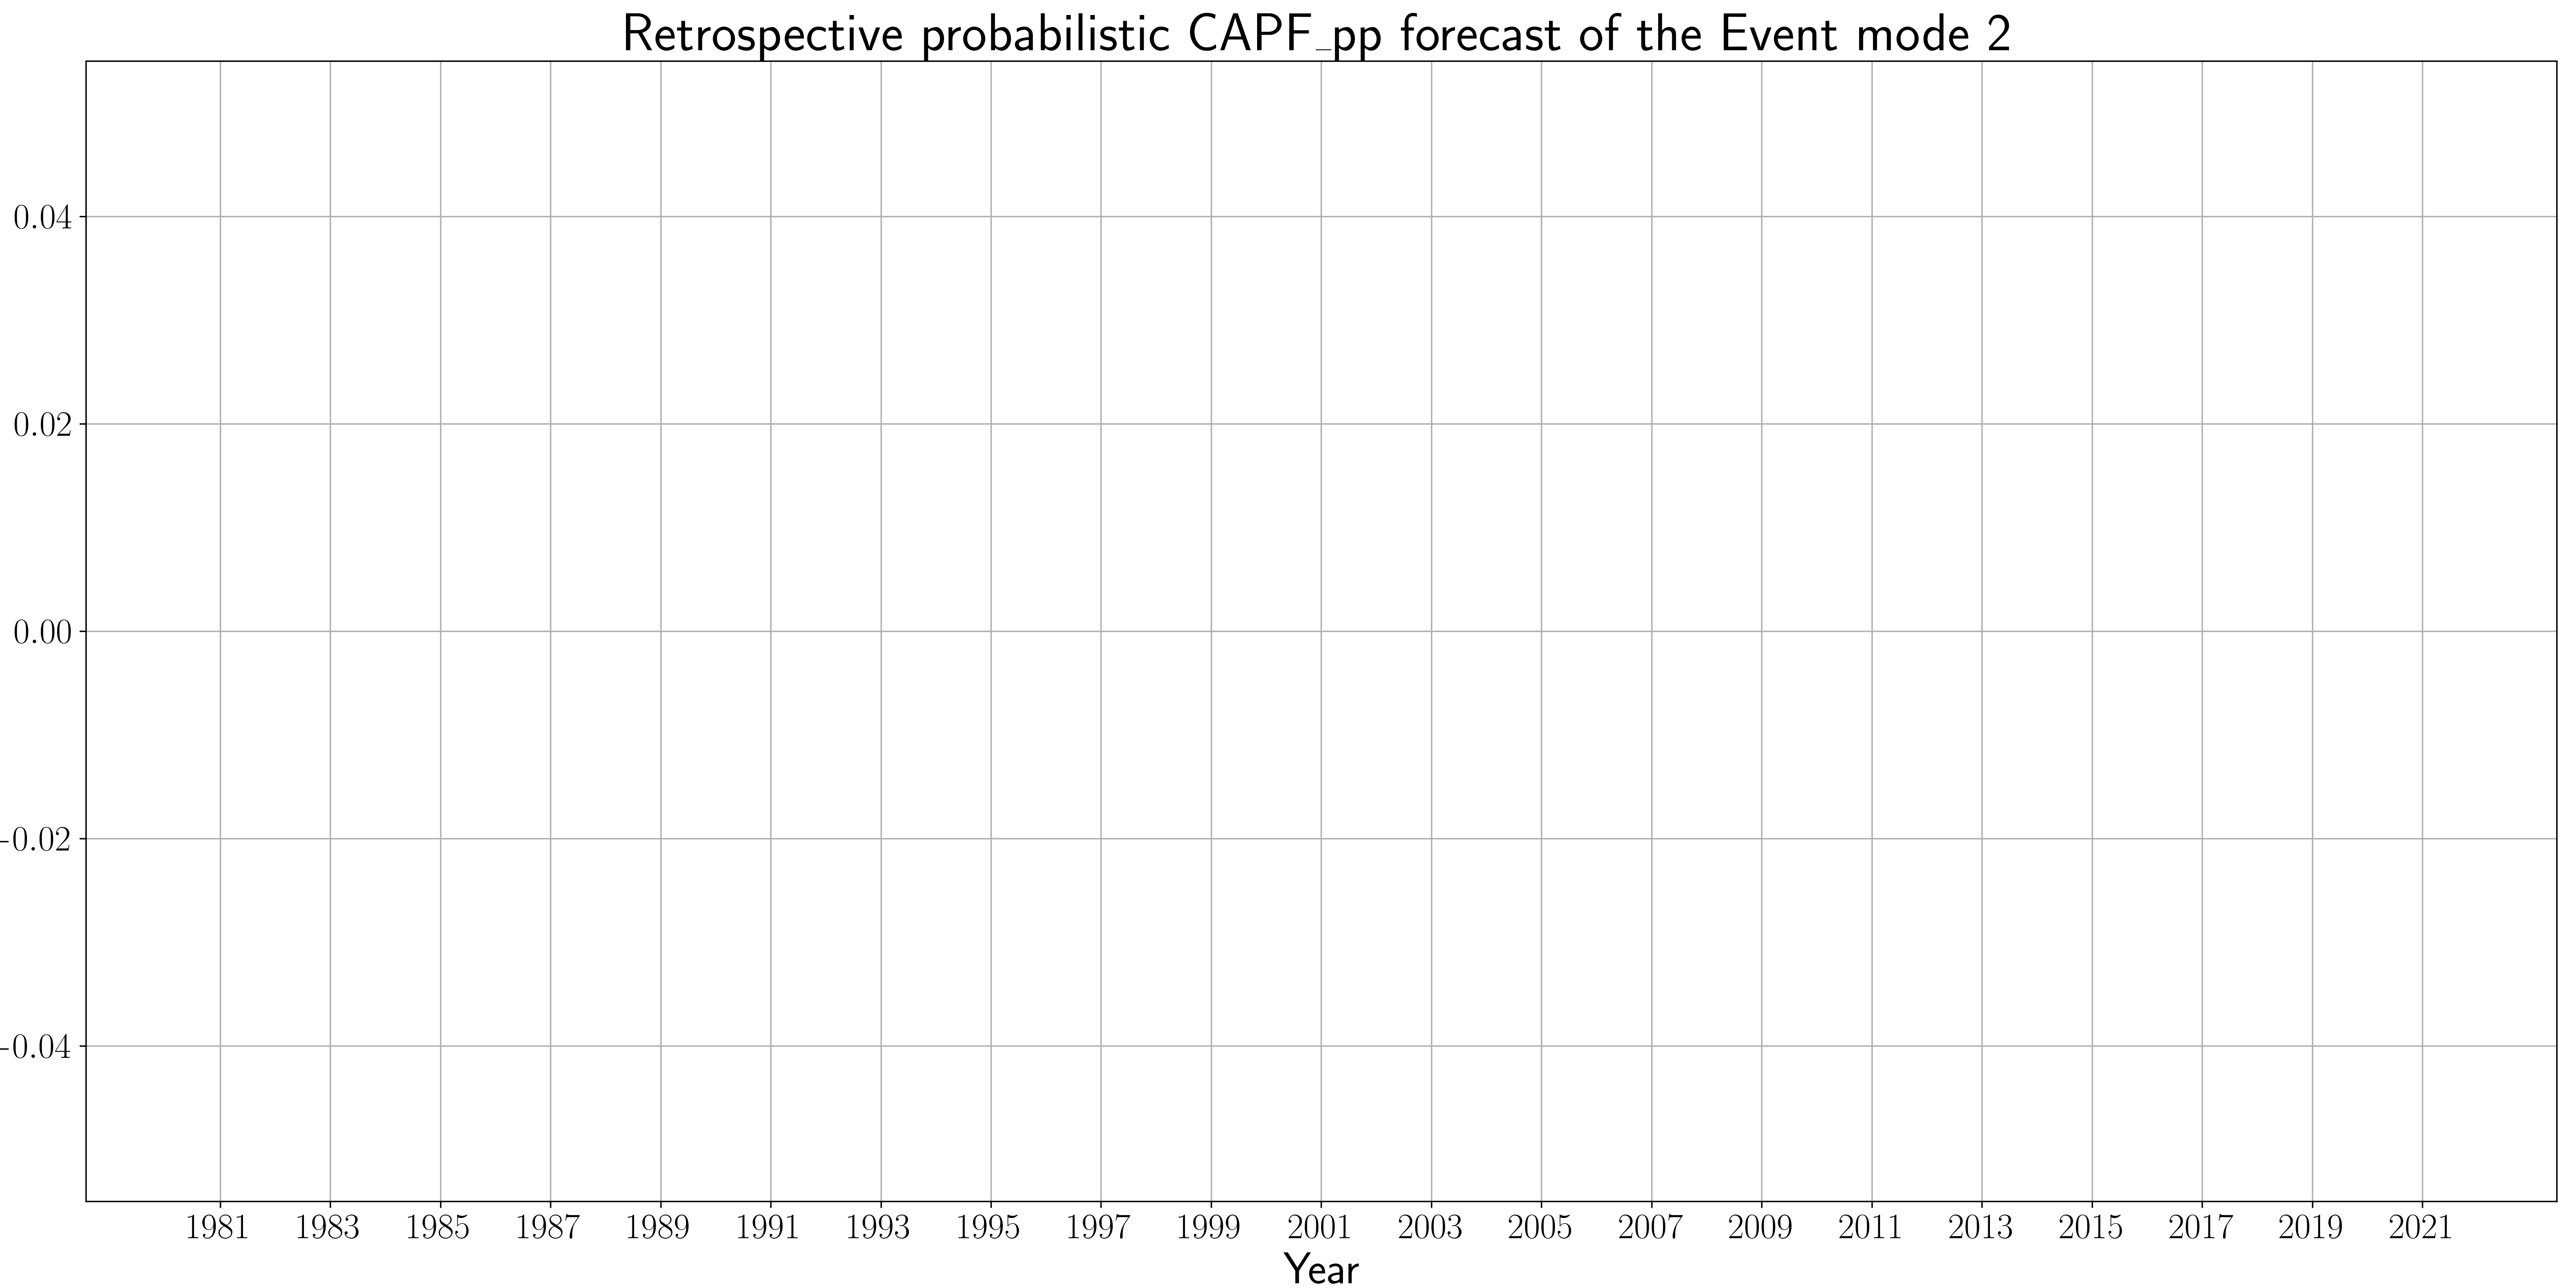 Retrospective probabilistic CAPF_pp forecast of the Event mode 2
0.04
0.02
0.00
-0.02
-0.04
1981 1983 1985 1987 1989 1991 1993 1995 1997 1999 2001 2003 2005 2007 2009 2011 2013 2015 2017 2019 2021
Year